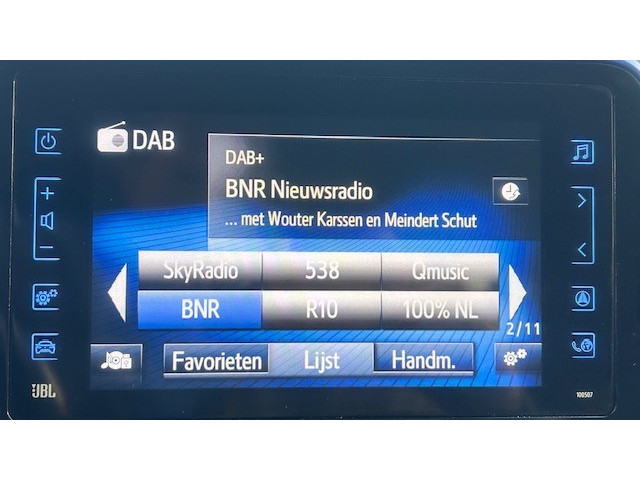 DAB
DAB+
BNR Nieuwsradio
... met Wouter Karssen en Meindert Schut
SkyRadio 538 Qmusic
BNR R10 100% NL
2/11
Favorieten Lijst Handm.
JBL
100507